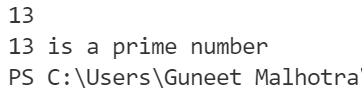 13
13 is a prime number
PS C:\Users\Guneet Malhotra\